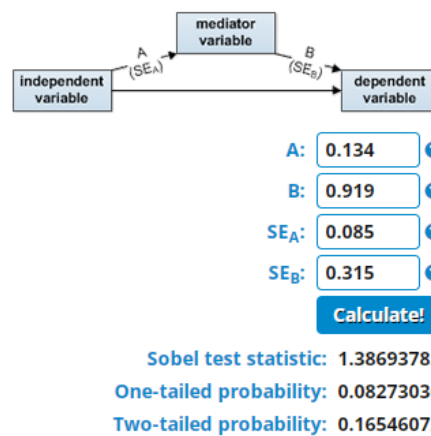 mediator
variable
A
(SEA)
B
(SEB)
independent
variable
dependent
variable
A: 0.134
B: 0.919
SEA: 0.085
SEB: 0.315
Calculate!
Sobel test statistic: 1.3869378
One-tailed probability: 0.0827303
Two-tailed probability: 0.1654607